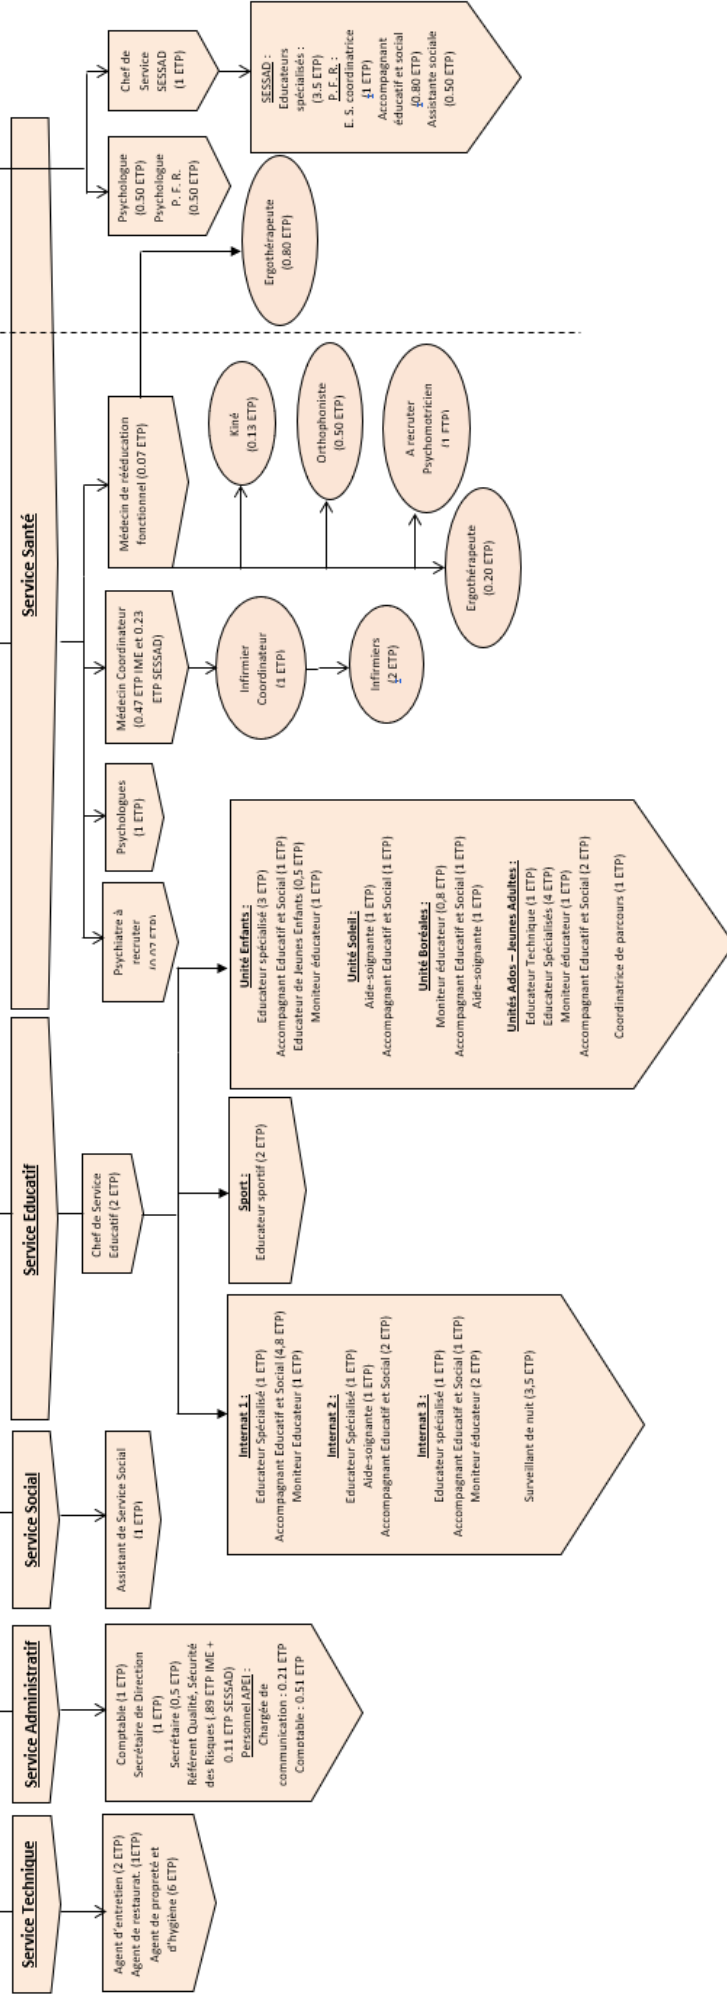 Service Technique
Agent d'entretien (2 ETP)
Agent de restaurat. (1ETP)
Agent de propreté et
d'hygiène (6 ETP)
Service Administratif
Comptable (1 ETP)
Secrétaire de Direction
(1 ETP)
Secrétaire (0,5 ETP)
Référent Qualité, Sécurité
des Risques (.89 ETP IME +
0.11 ETP SESSAD)
Personnel APEI :
Chargée de
communication : 0.21 ETP
Comptable : 0.51 ETP
Service Social
Assistant de Service Social
(1 ETP)
Service Educatif
Chef de Service
Educatif (2 ETP)
Internat 1 :
Educateur Spécialisé (1 ETP)
Accompagnant Educatif et Social (4,8 ETP)
Moniteur Educateur (1 ETP)
Internat 2 :
Educateur Spécialisé (1 ETP)
Aide-soignante (1 ETP)
Accompagnant Educatif et Social (2 ETP)
Internat 3 :
Educateur spécialisé (1 ETP)
Accompagnant Educatif et Social (1 ETP)
Moniteur éducateur (2 ETP)
Surveillant de nuit (3,5 ETP)
Sport :
Educateur sportif (2 ETP)
Unité Enfants :
Educateur spécialisé (3 ETP)
Accompagnant Educatif et Social (1 ETP)
Educateur de Jeunes Enfants (0,5 ETP)
Moniteur éducateur (1 ETP)
Unité Soleil :
Aide-soignante (1 ETP)
Accompagnant Educatif et Social (1 ETP)
Unité Boréales :
Moniteur éducateur (0,8 ETP)
Accompagnant Educatif et Social (1 ETP)
Aide-soignante (1 ETP)
Unités Ados – Jeunes Adultes :
Educateur Technique (1 ETP)
Educateur Spécialisés (4 ETP)
Moniteur éducateur (1 ETP)
Accompagnant Educatif et Social (2 ETP)
Coordinatrice de parcours (1 ETP)
Service Santé
Psychiatre à
recruter
(0.07 ETP)
Psychologues
(1 ETP)
Médecin Coordinateur
(0.47 ETP IME et 0.23
ETP SESSAD)
Infirmier
Coordinateur
(1 ETP)
Infirmiers
(2 ETP)
Médecin de rééducation
fonctionnel (0.07 ETP)
Kiné
(0.13 ETP)
Orthophoniste
(0.50 ETP)
A recruter
Psychomotricien
(1 ETP)
Ergothérapeute
(0.20 ETP)
Ergothérapeute
(0.80 ETP)
Psychologue
(0.50 ETP)
Psychologue
P. F. R.
(0.50 ETP)
Chef de
Service
SESSAD
(1 ETP)
SESSAD :
Educateurs
spécialisés :
(3.5 ETP)
P. F. R. :
E. S. coordinatrice
(1 ETP)
Accompagnant
éducatif et social
(0.80 ETP)
Assistante sociale
(0.50 ETP)